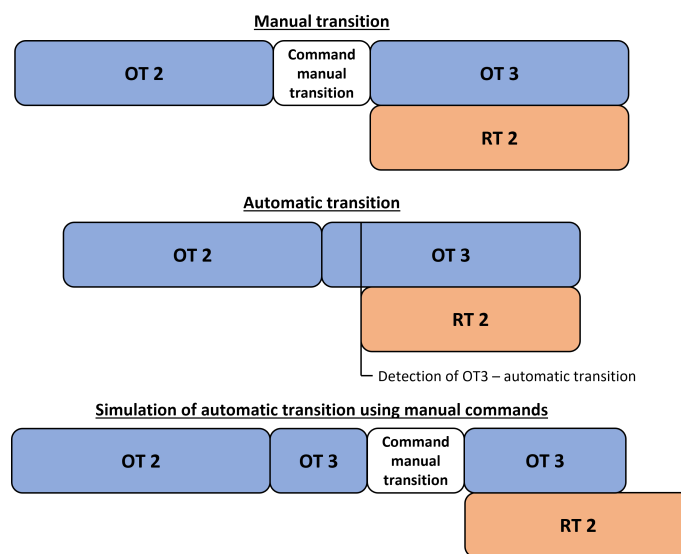 Manual transition
OT 2
Command
manual
transition
OT 3
RT 2
Automatic transition
OT 2
OT 3
RT 2
Detection of OT3 – automatic transition
Simulation of automatic transition using manual commands
OT 2
OT 3
Command
manual
transition
OT 3
RT 2